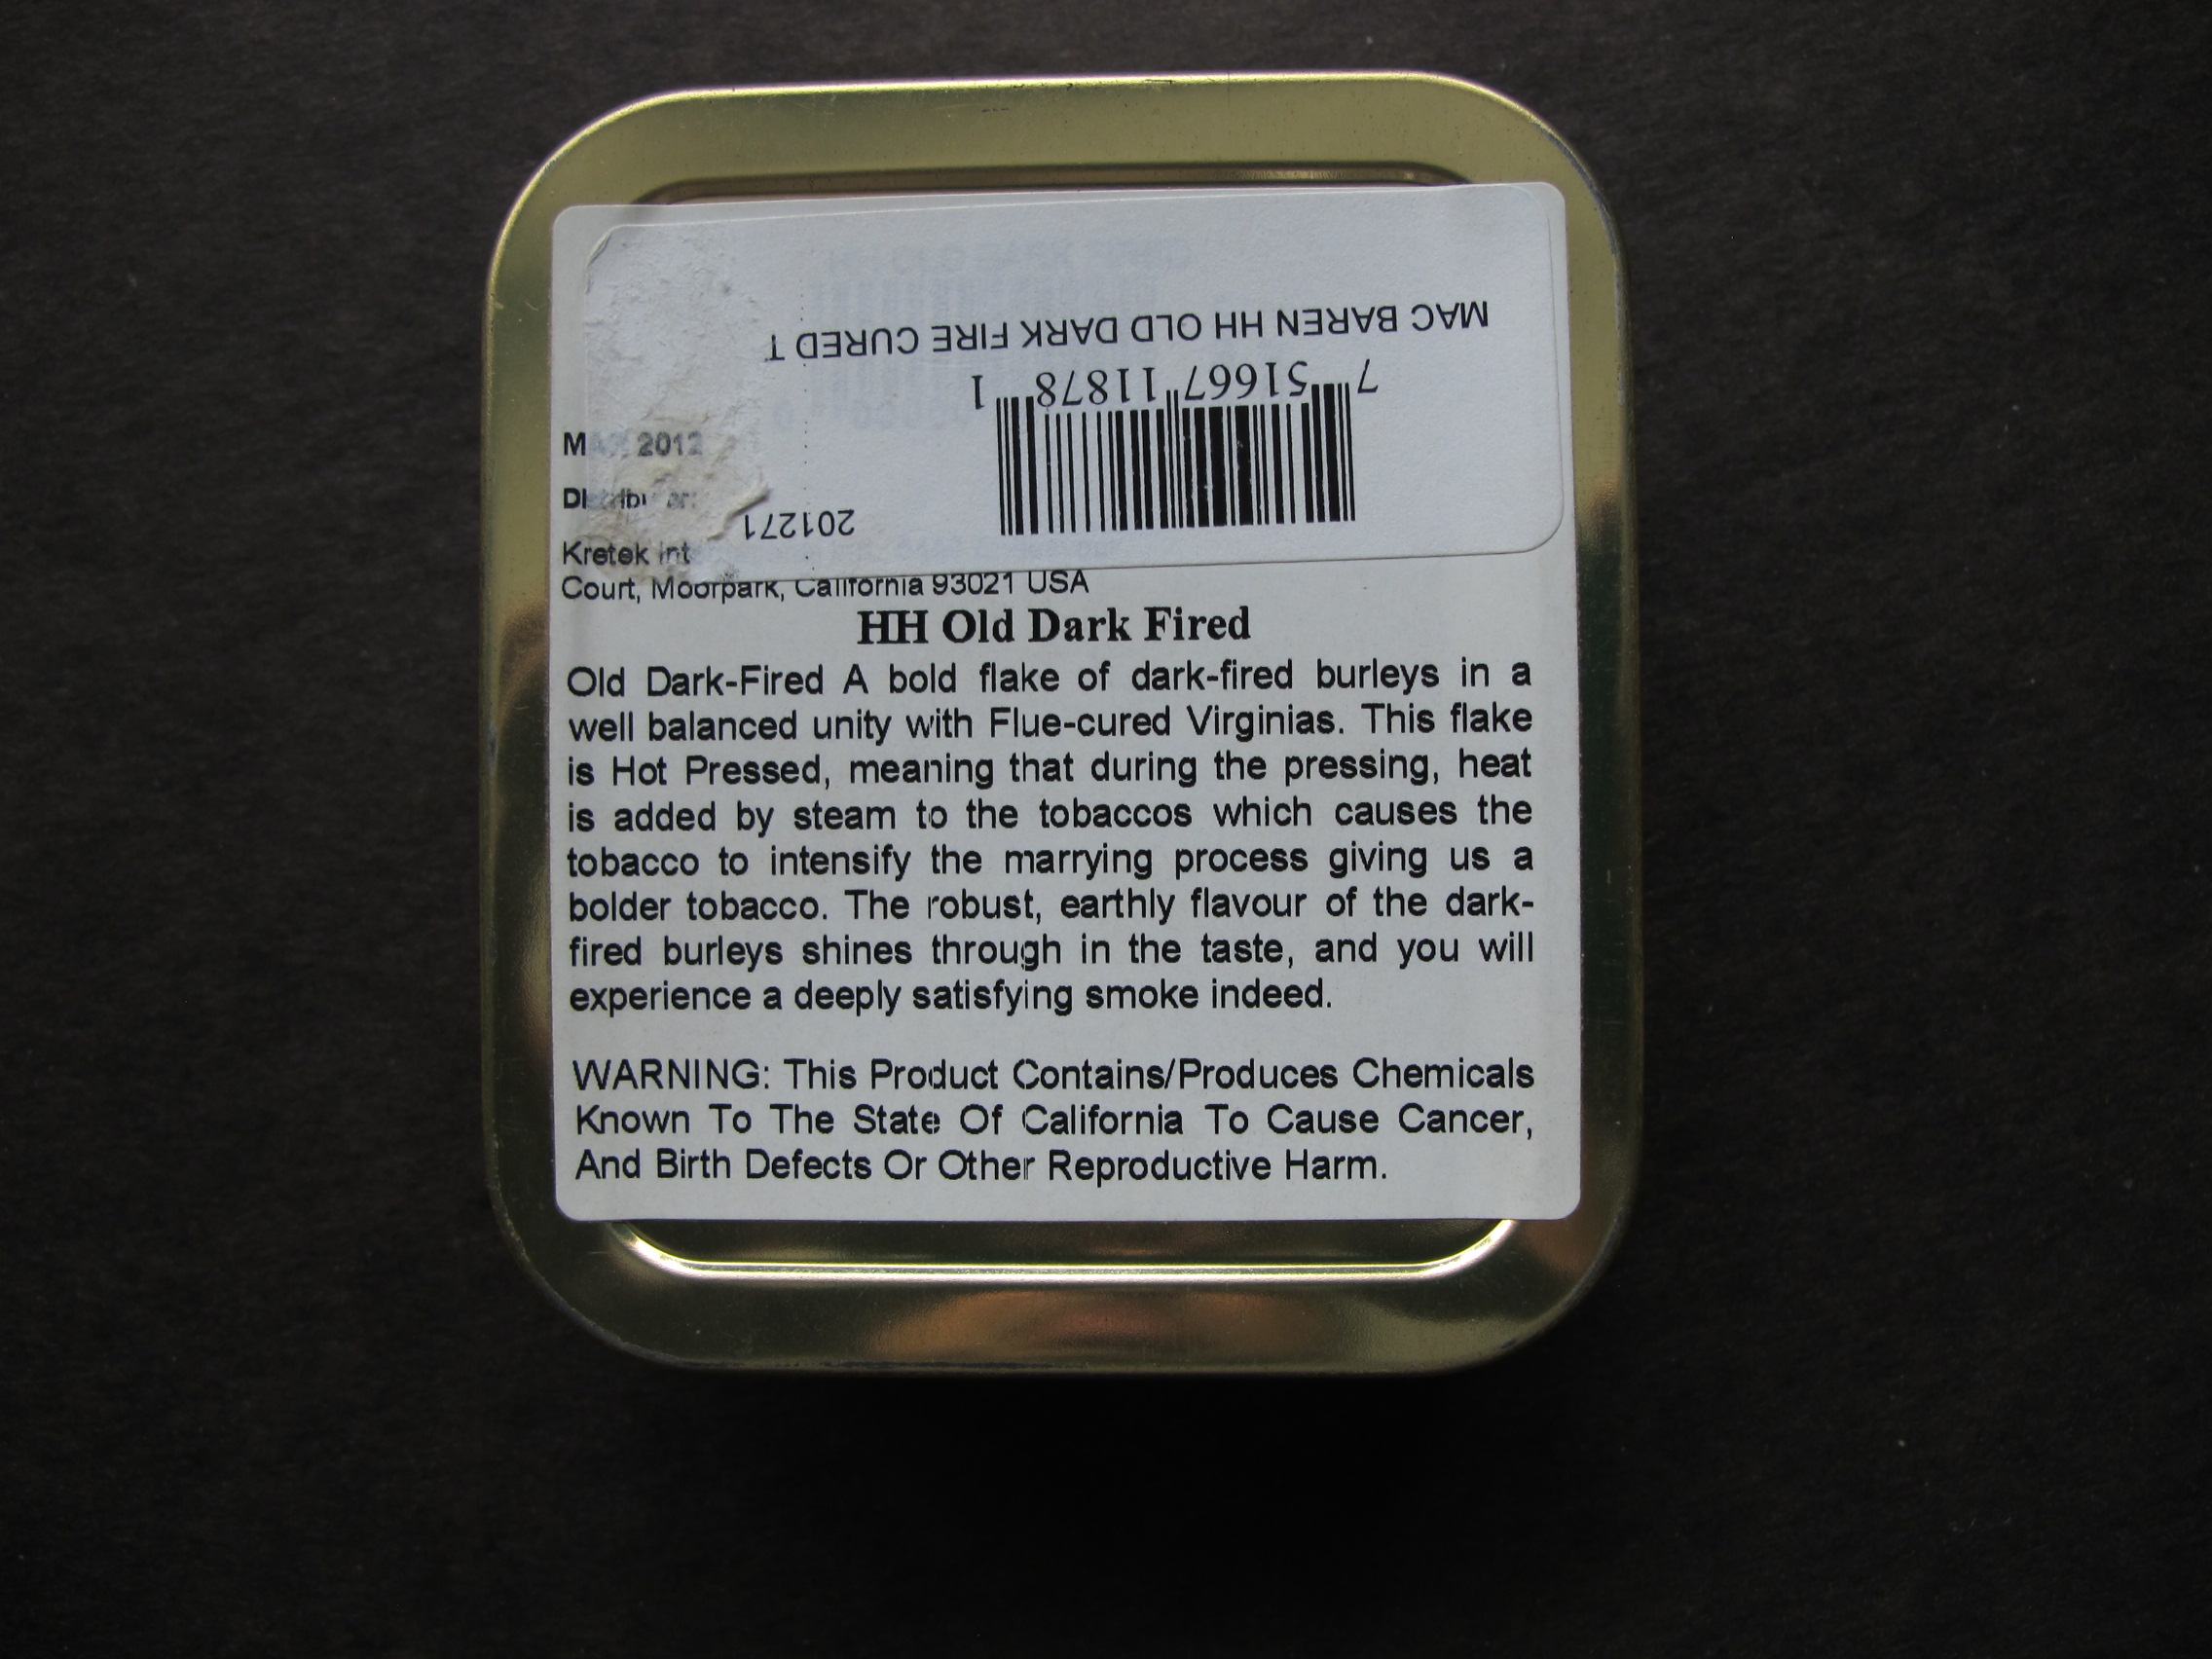 MAC BAREN HH OLD DARK FIRE CURED T
7 51667 11878 1
201271
2012
Kretek
Court, Moorpark, California 93021 USA
HH Old Dark Fired
Old Dark-Fired A bold flake of dark-fired burleys in a
well balanced unity with Flue-cured Virginias. This flake
is Hot Pressed, meaning that during the pressing, heat
is added by steam to the tobaccos which causes the
tobacco to intensify the marrying process giving us a
bolder tobacco. The robust, earthly flavour of the dark-
fired burleys shines through in the taste, and you will
experience a deeply satisfying smoke indeed.
WARNING: This Product Contains/Produces Chemicals
Known To The State Of California To Cause Cancer,
And Birth Defects Or Other Reproductive Harm.